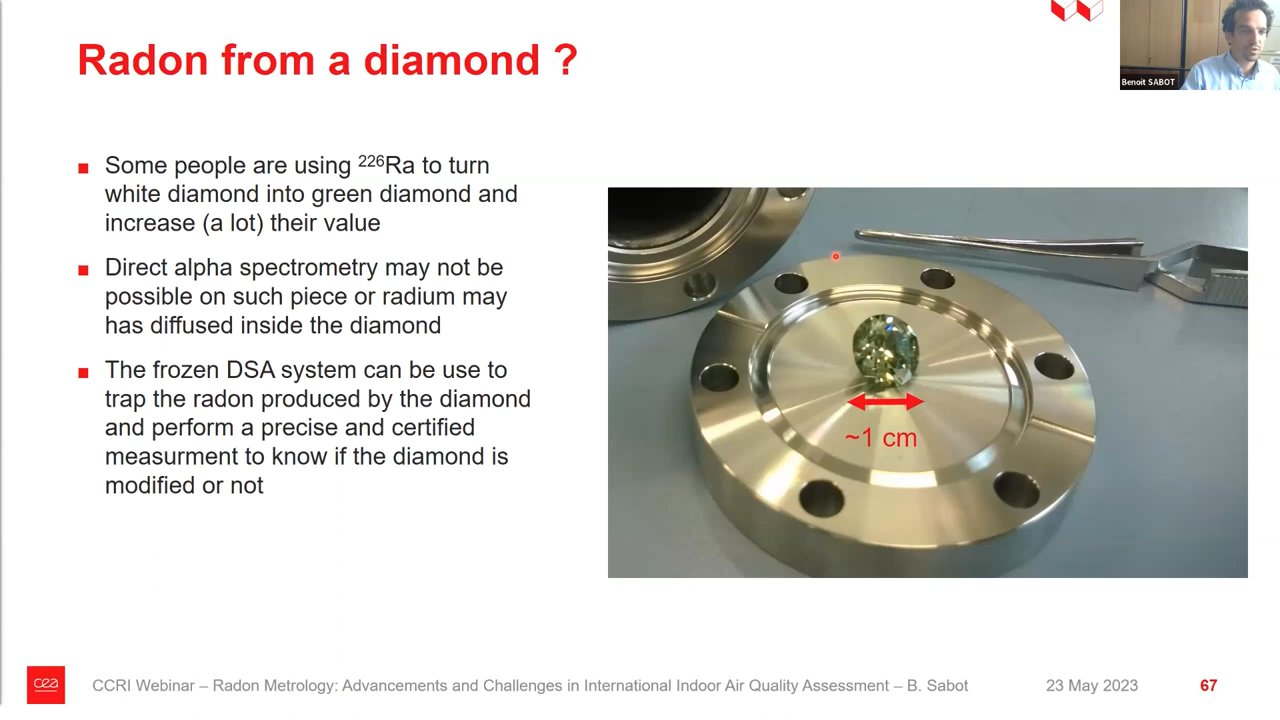 Radon from a diamond ?
Benoit SABOT
Some people are using ²²⁶Ra to turn
white diamond into green diamond and
increase (a lot) their value
Direct alpha spectrometry may not be
possible on such piece or radium may
has diffused inside the diamond
The frozen DSA system can be use to
trap the radon produced by the diamond
and perform a precise and certified
measurment to know if the diamond is
modified or not
~1 cm
cea
CCRI Webinar – Radon Metrology: Advancements and Challenges in International Indoor Air Quality Assessment – B. Sabot
23 May 2023
67